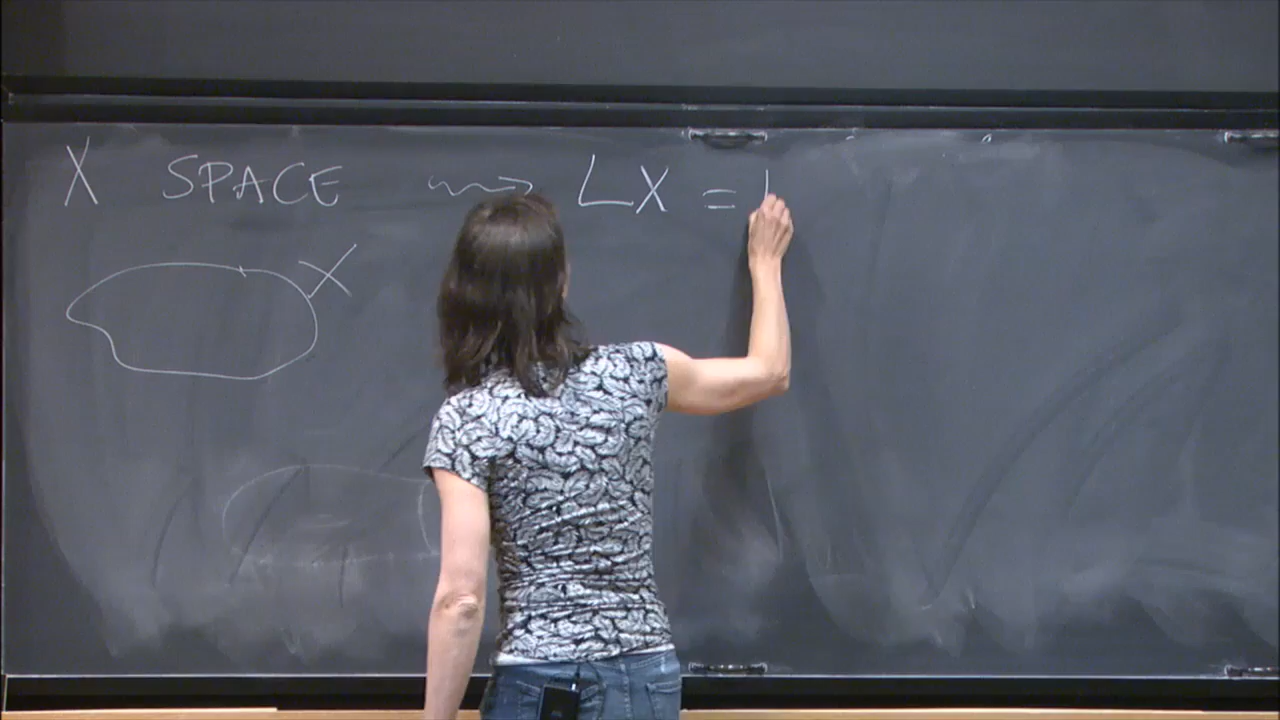 X SPACE ⇝ LX =
X